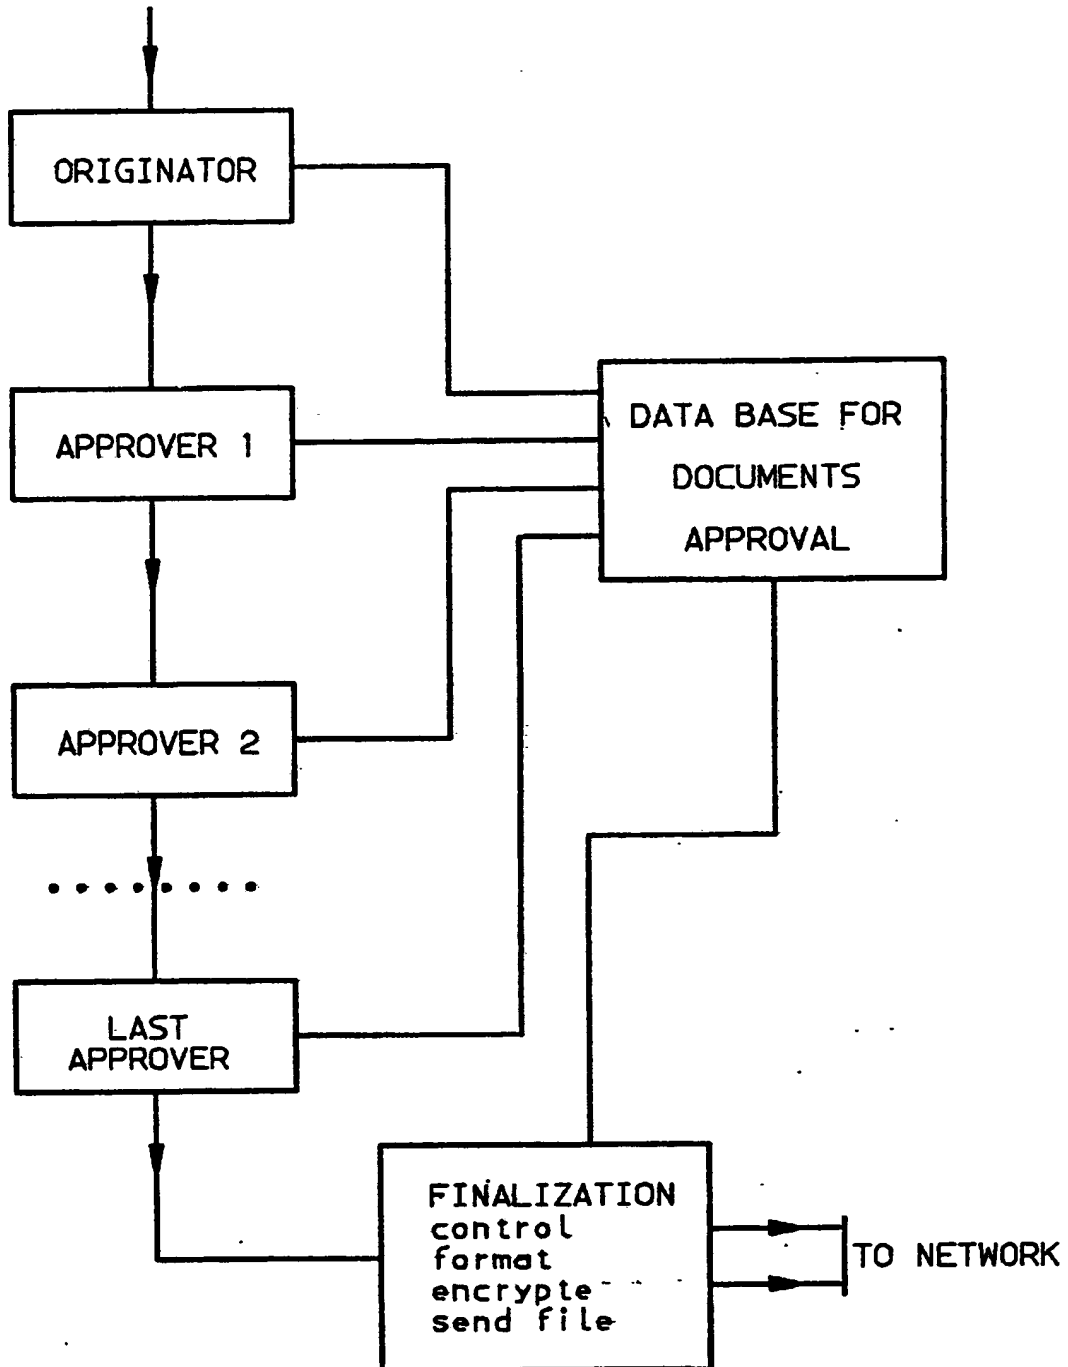 ORIGINATOR
APPROVER 1
DATA BASE FOR
DOCUMENTS
APPROVAL
APPROVER 2
LAST
APPROVER
FINALIZATION
control
format
encrypte
send file
TO NETWORK